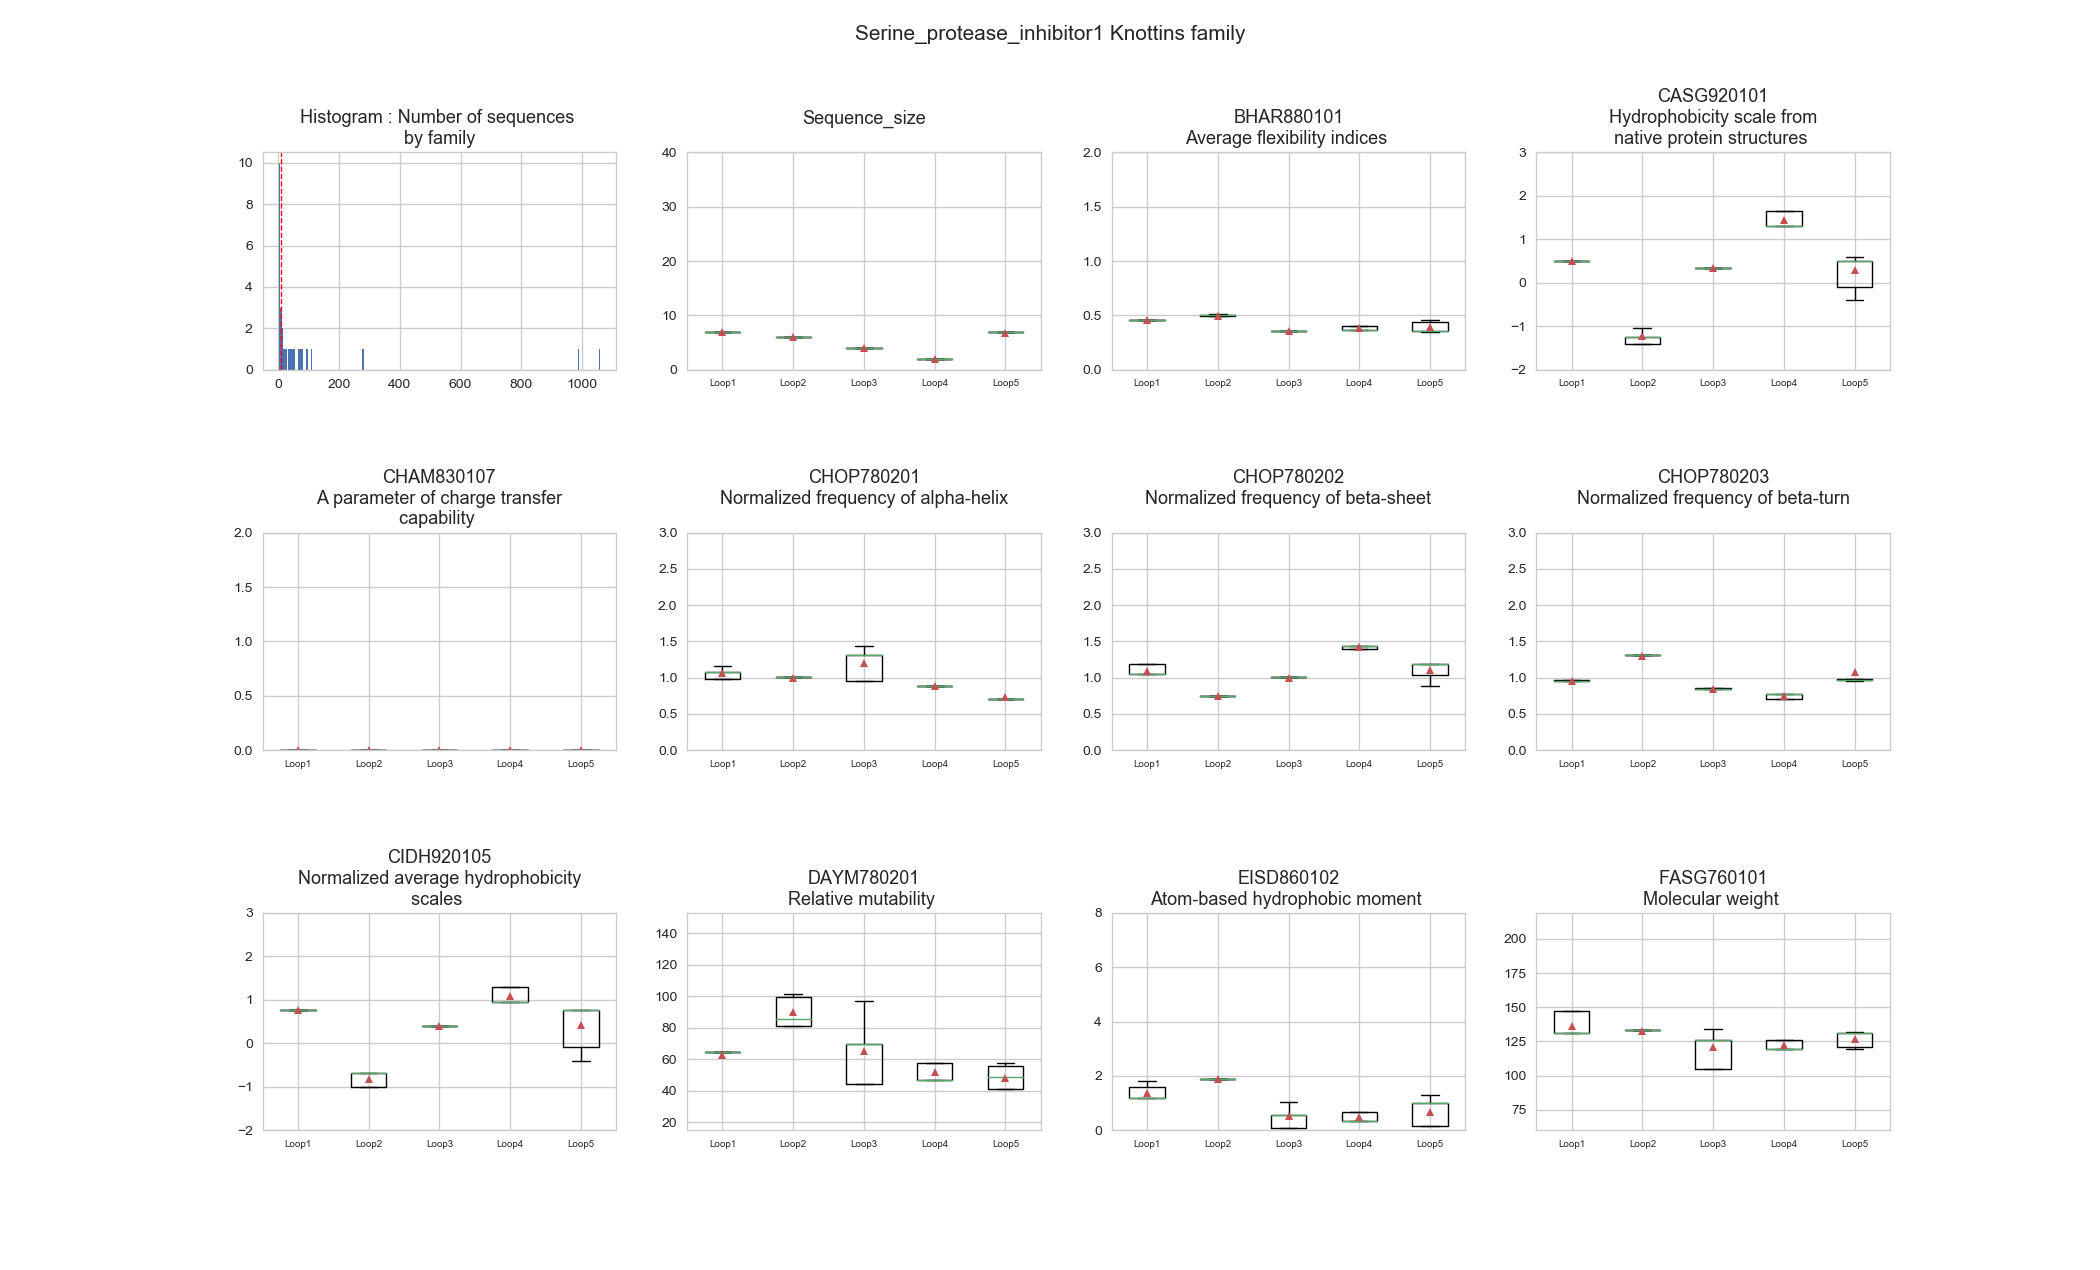 Serine_protease_inhibitor1 Knottins family
Histogram : Number of sequences
by family
10
8
6
4
2
0
0 200 400 600 800 1000
Sequence_size
40
30
20
10
0
Loop1 Loop2 Loop3 Loop4 Loop5
BHAR880101
Average flexibility indices
2.0
1.5
1.0
0.5
0.0
Loop1 Loop2 Loop3 Loop4 Loop5
CASG920101
Hydrophobicity scale from
native protein structures
3
2
1
0
−1
−2
Loop1 Loop2 Loop3 Loop4 Loop5
CHAM830107
A parameter of charge transfer
capability
2.0
1.5
1.0
0.5
0.0
Loop1 Loop2 Loop3 Loop4 Loop5
CHOP780201
Normalized frequency of alpha-helix
3.0
2.5
2.0
1.5
1.0
0.5
0.0
Loop1 Loop2 Loop3 Loop4 Loop5
CHOP780202
Normalized frequency of beta-sheet
3.0
2.5
2.0
1.5
1.0
0.5
0.0
Loop1 Loop2 Loop3 Loop4 Loop5
CHOP780203
Normalized frequency of beta-turn
3.0
2.5
2.0
1.5
1.0
0.5
0.0
Loop1 Loop2 Loop3 Loop4 Loop5
CIDH920105
Normalized average hydrophobicity
scales
3
2
1
0
−1
−2
Loop1 Loop2 Loop3 Loop4 Loop5
DAYM780201
Relative mutability
140
120
100
80
60
40
20
Loop1 Loop2 Loop3 Loop4 Loop5
EISD860102
Atom-based hydrophobic moment
8
6
4
2
0
Loop1 Loop2 Loop3 Loop4 Loop5
FASG760101
Molecular weight
200
175
150
125
100
75
Loop1 Loop2 Loop3 Loop4 Loop5